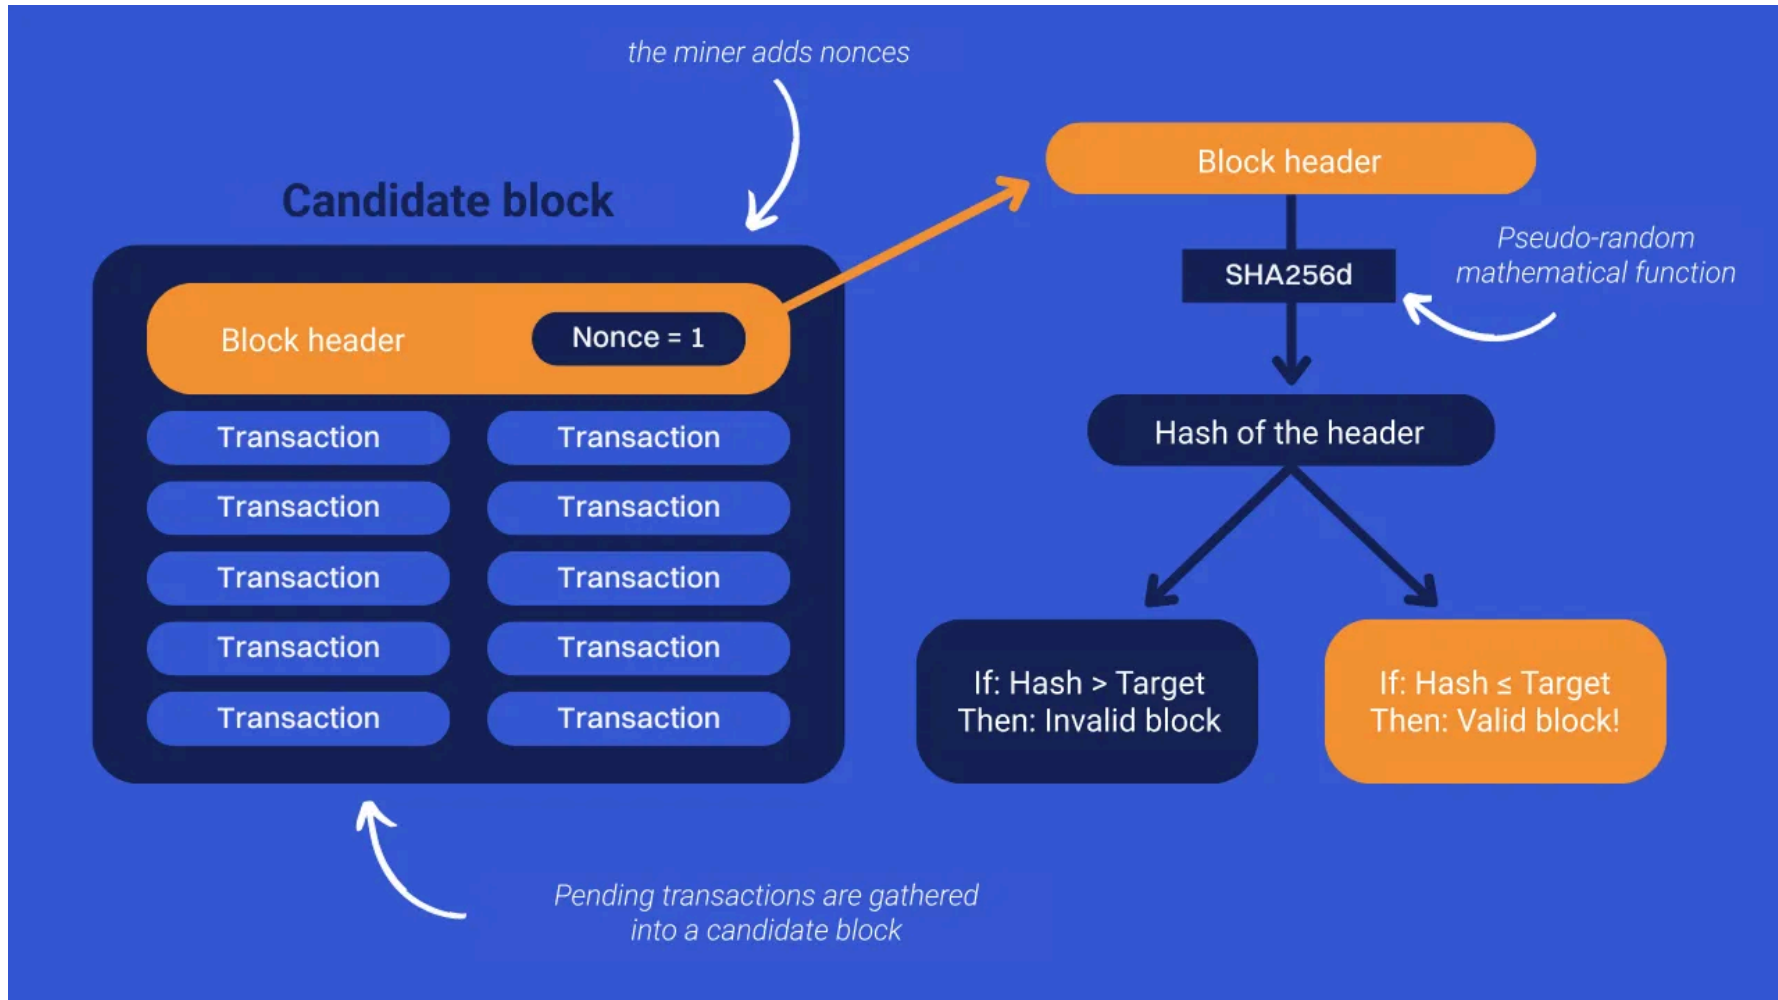 the miner adds nonces
Candidate block
Block header
Nonce = 1
Transaction
Transaction
Transaction
Transaction
Transaction
Transaction
Transaction
Transaction
Transaction
Transaction
Pending transactions are gathered
into a candidate block
Block header
SHA256d
Pseudo-random
mathematical function
Hash of the header
If: Hash > Target
Then: Invalid block
If: Hash ≤ Target
Then: Valid block!